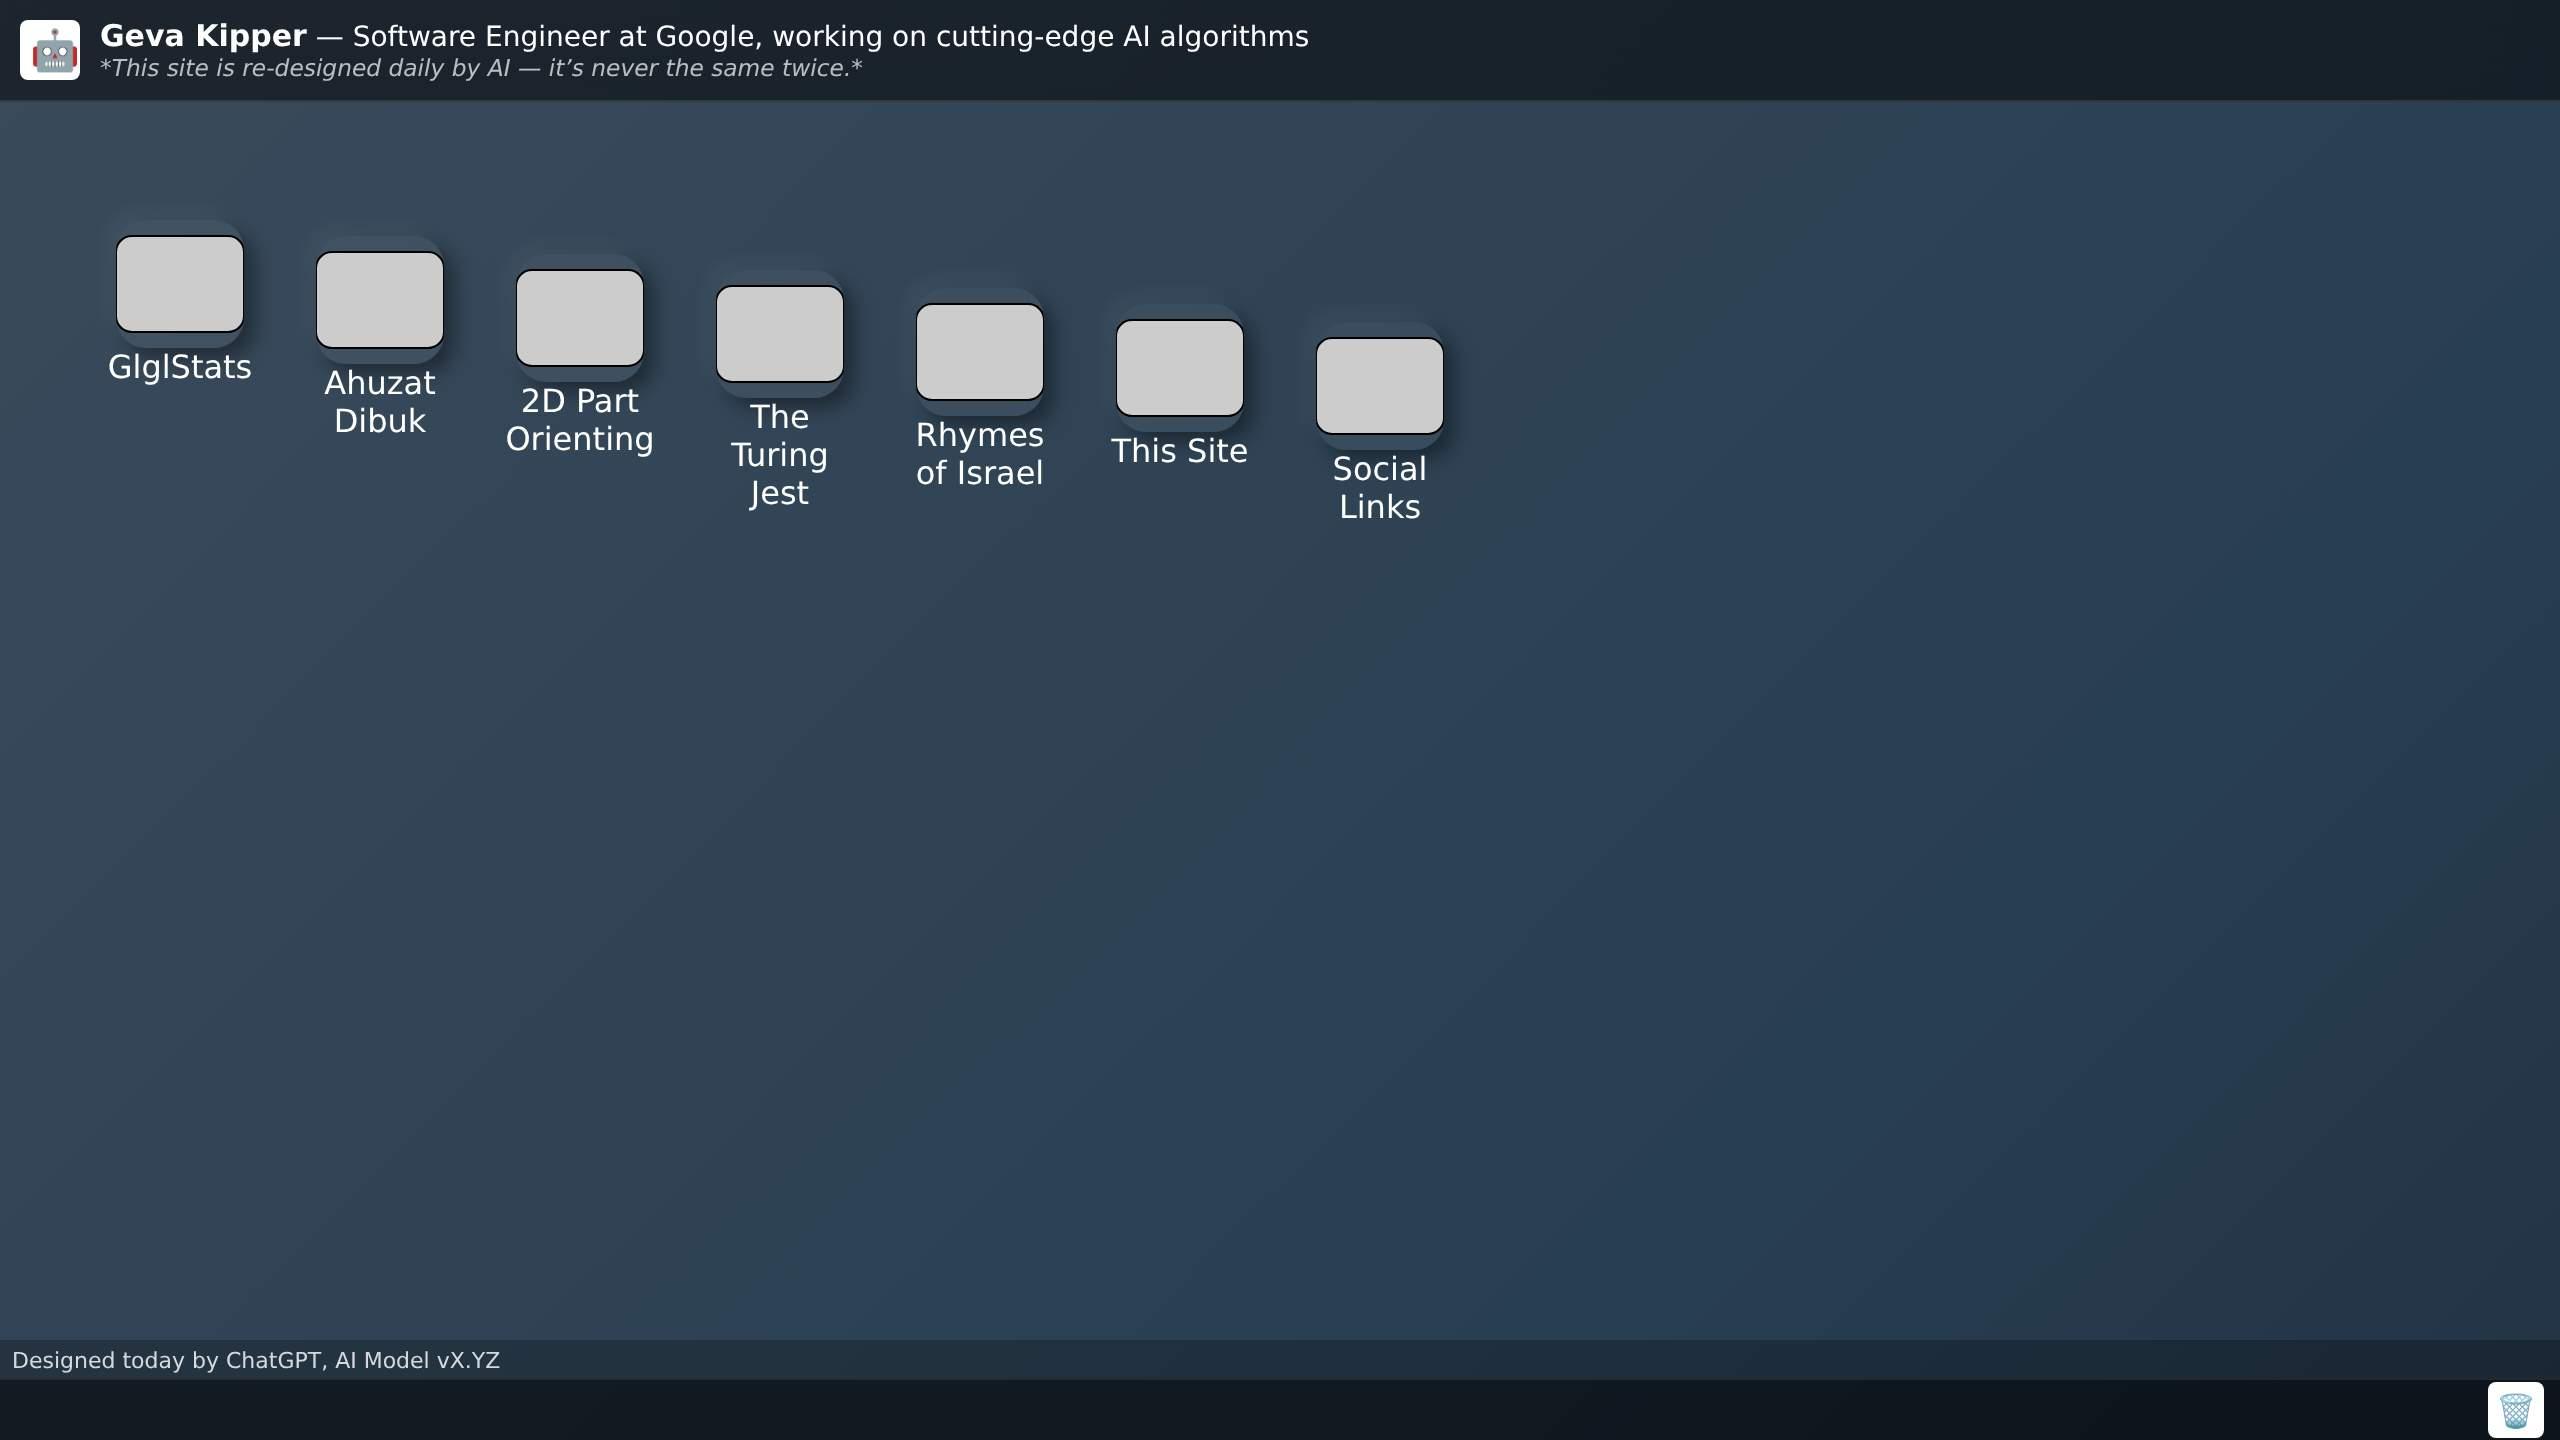 Geva Kipper — Software Engineer at Google, working on cutting-edge AI algorithms
*This site is re-designed daily by AI — it’s never the same twice.*
GlglStats
Ahuzat
Dibuk
2D Part
Orienting
The
Turing
Jest
Rhymes
of Israel
This Site
Social
Links
Designed today by ChatGPT, AI Model vX.YZ